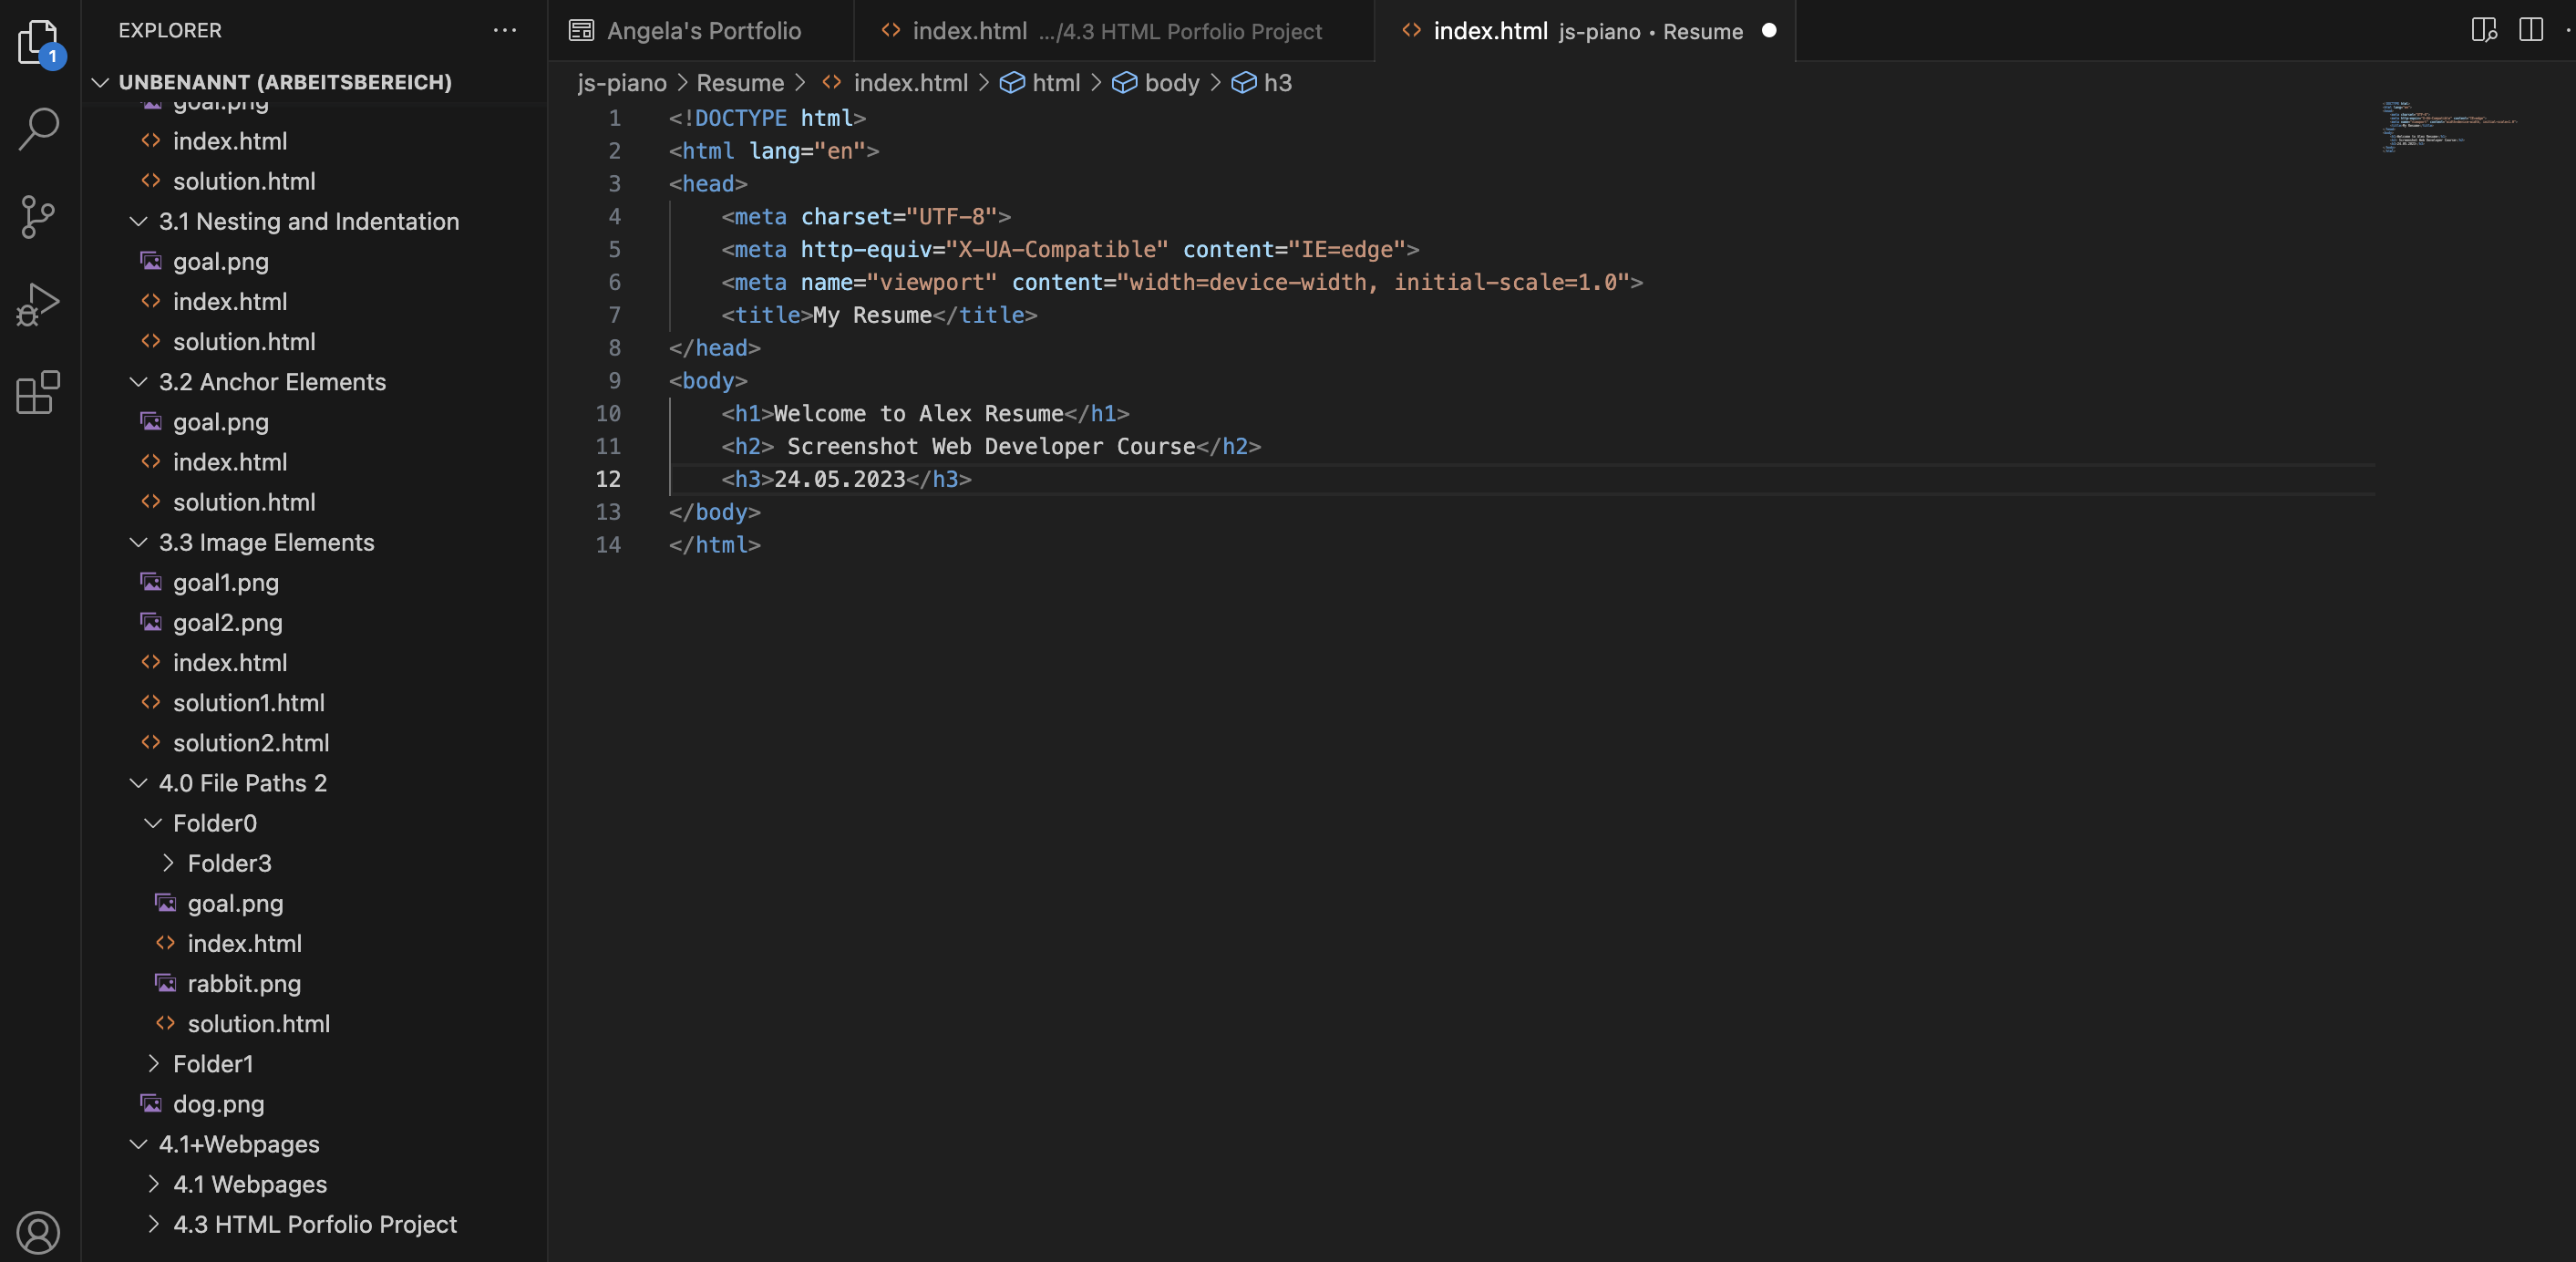 1
EXPLORER
UNBENANNT (ARBEITSBEREICH)
goal.png
index.html
solution.html
3.1 Nesting and Indentation
goal.png
index.html
solution.html
3.2 Anchor Elements
goal.png
index.html
solution.html
3.3 Image Elements
goal1.png
goal2.png
index.html
solution1.html
solution2.html
4.0 File Paths 2
Folder0
Folder3
goal.png
index.html
rabbit.png
solution.html
Folder1
dog.png
4.1+Webpages
4.1 Webpages
4.3 HTML Porfolio Project
Angela's Portfolio
index.html .../4.3 HTML Porfolio Project
index.html js-piano • Resume
js-piano > Resume > index.html > html > body > h3
1 <!DOCTYPE html>
2 <html lang="en">
3 <head>
4 <meta charset="UTF-8">
5 <meta http-equiv="X-UA-Compatible" content="IE=edge">
6 <meta name="viewport" content="width=device-width, initial-scale=1.0">
7 <title>My Resume</title>
8 </head>
9 <body>
10 <h1>Welcome to Alex Resume</h1>
11 <h2> Screenshot Web Developer Course</h2>
12 <h3>24.05.2023</h3>
13 </body>
14 </html>